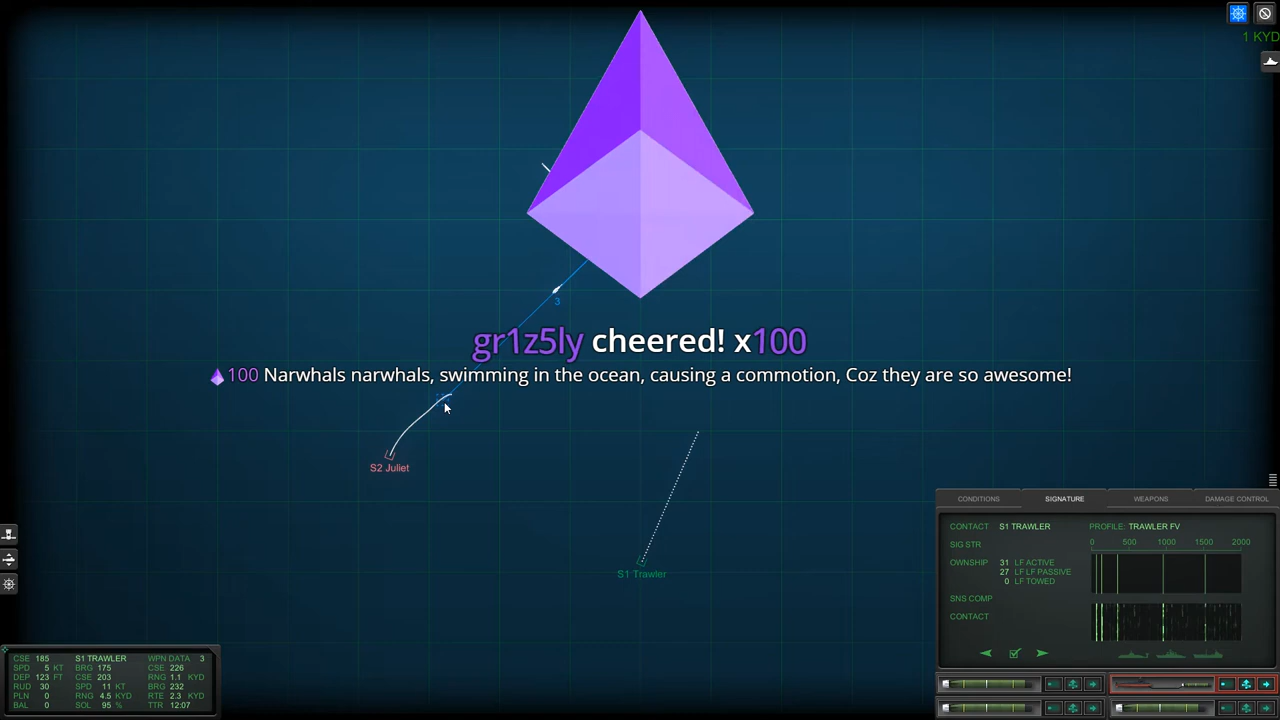 1 KYD
3
gr1z5ly cheered! x100
100 Narwhals narwhals, swimming in the ocean, causing a commotion, Coz they are so awesome!
S2 Juliet
S1 Trawler
CONDITIONS SIGNATURE WEAPONS DAMAGE CONTROL
CONTACT S1 TRAWLER PROFILE: TRAWLER FV
SIG STR 0 500 1000 1500 2000
OWNSHIP 31 LF ACTIVE
27 LF LF PASSIVE
0 LF TOWED
SNS COMP
CONTACT
CSE 185 S1 TRAWLER WPN DATA 3
SPD 5 KT BRG 175 CSE 226
DEP 123 FT CSE 203 RNG 1.1 KYD
RUD 30 SPD 11 KT BRG 232
PLN 0 RNG 4.5 KYD RTE 2.3 KYD
BAL 0 SOL 95 % TTR 12:07